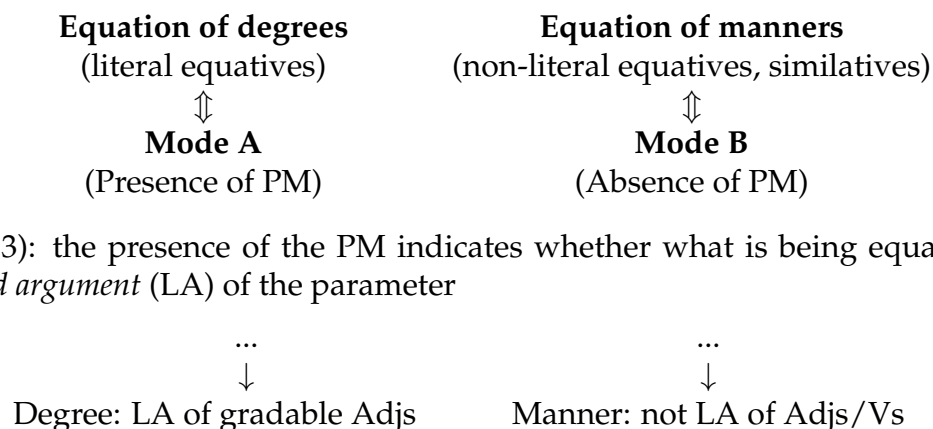 Equation of degrees Equation of manners
(literal equatives) (non-literal equatives, similatives)
⇕ ⇕
Mode A Mode B
(Presence of PM) (Absence of PM)
3): the presence of the PM indicates whether what is being equa
d argument (LA) of the parameter
... ...
↓ ↓
Degree: LA of gradable Adjs Manner: not LA of Adjs/Vs